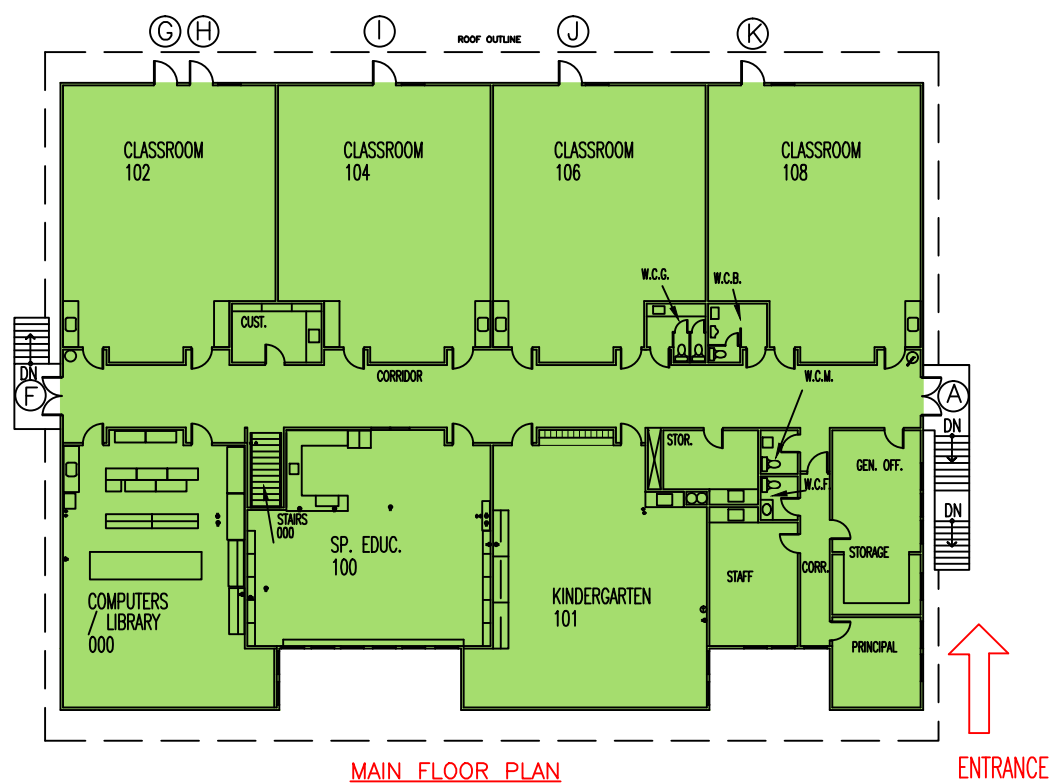 G H I J K
ROOF OUTLINE
CLASSROOM
102
CLASSROOM
104
CLASSROOM
106
CLASSROOM
108
W.C.G.
W.C.B.
CUST.
DN
F
CORRIDOR
W.C.M.
A
DN
STOR.
GEN. OFF.
W.C.F.
STAIRS
000
DN
SP. EDUC.
100
STORAGE
STAFF
CORR.
COMPUTERS
/ LIBRARY
000
KINDERGARTEN
101
PRINCIPAL
MAIN FLOOR PLAN
ENTRANCE